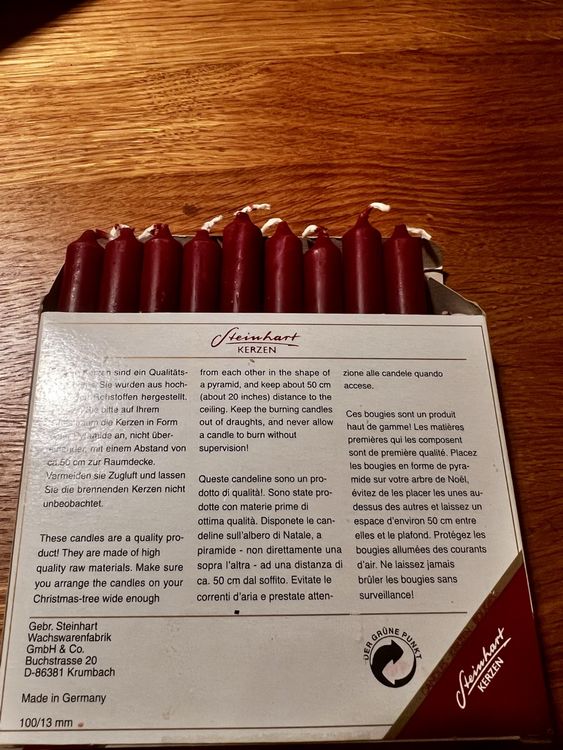 Steinhart
KERZEN
Kerzen sind ein Qualitäts-
Sie wurden aus hoch-
Rohstoffen hergestellt.
bitte auf Ihrem
die Kerzen in Form
an, nicht über-
mit einem Abstand von
ca.50 cm zur Raumdecke.
Vermeiden sie Zugluft und lassen
Sie die brennenden Kerzen nicht
unbeobachtet.
These candles are a quality pro-
duct! They are made of high
quality raw materials. Make sure
you arrange the candles on your
Christmas-tree wide enough
from each other in the shape of
a pyramid, and keep about 50 cm
(about 20 inches) distance to the
ceiling. Keep the burning candles
out of draughts, and never allow
a candle to burn without
supervision!
Queste candeline sono un pro-
dotto di qualità!. Sono state pro-
dotte con materie prime di
ottima qualità. Disponete le can-
deline sull'albero di Natale, a
piramide - non direttamente una
sopra l'altra - ad una distanza di
ca. 50 cm dal soffito. Evitate le
correnti d'aria e prestate atten-
zione alle candele quando
accese.
Ces bougies sont un produit
haut de gamme! Les matières
premières qui les composent
sont de première qualité. Placez
les bougies en forme de pyra-
mide sur votre arbre de Noël,
évitez de les placer les unes au-
dessus des autres et laissez un
espace d'environ 50 cm entre
elles et le plafond. Protégez les
bougies allumées des courants
d'air. Ne laissez jamais
brûler les bougies sans
surveillance!
Gebr. Steinhart
Wachswarenfabrik
GmbH & Co.
Buchstrasse 20
D-86381 Krumbach
Made in Germany
100/13 mm
DER GRÜNE PUNKT
Steinhart
KERZEN